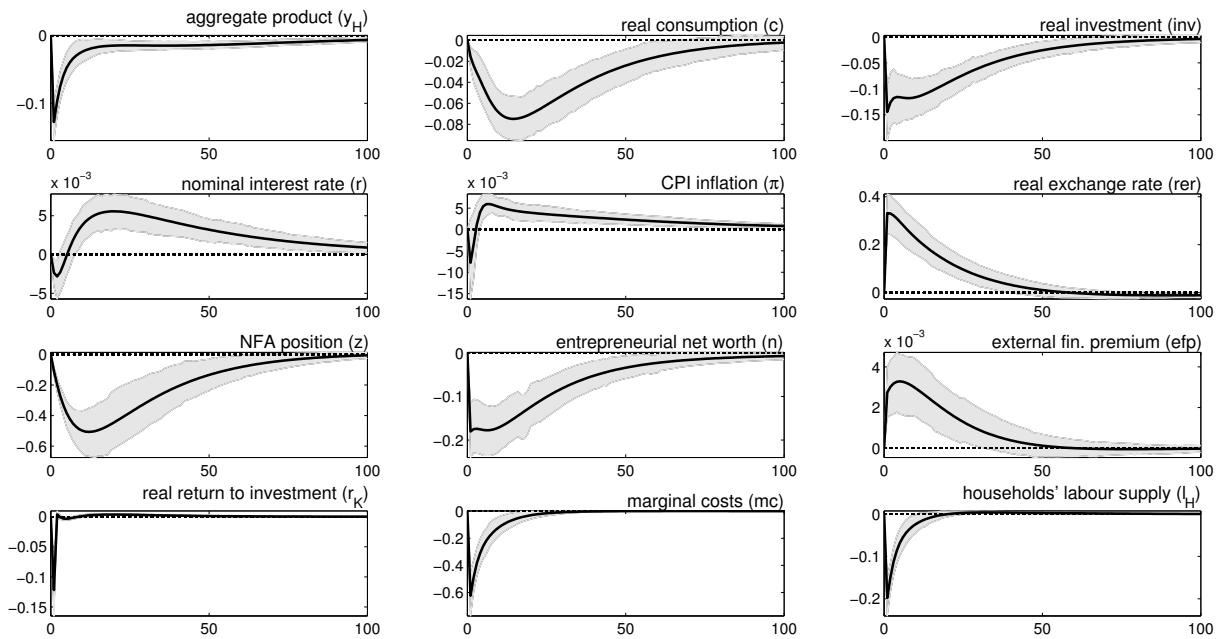 aggregate product (y_H)
0
−0.1
0 50 100
real consumption (c)
0
−0.02
−0.04
−0.06
−0.08
0 50 100
real investment (inv)
0
−0.05
−0.1
−0.15
0 50 100
x 10⁻³ nominal interest rate (r)
5
0
−5
0 50 100
x 10⁻³ CPI inflation (π)
5
0
−5
−10
−15
0 50 100
real exchange rate (rer)
0.4
0.2
0
0 50 100
NFA position (z)
0
−0.2
−0.4
−0.6
0 50 100
entrepreneurial net worth (n)
0
−0.1
−0.2
0 50 100
x 10⁻³ external fin. premium (efp)
4
2
0
0 50 100
real return to investment (r_K)
0
−0.05
−0.1
−0.15
0 50 100
marginal costs (mc)
0
−0.2
−0.4
−0.6
0 50 100
households' labour supply (l_H)
0
−0.1
−0.2
0 50 100